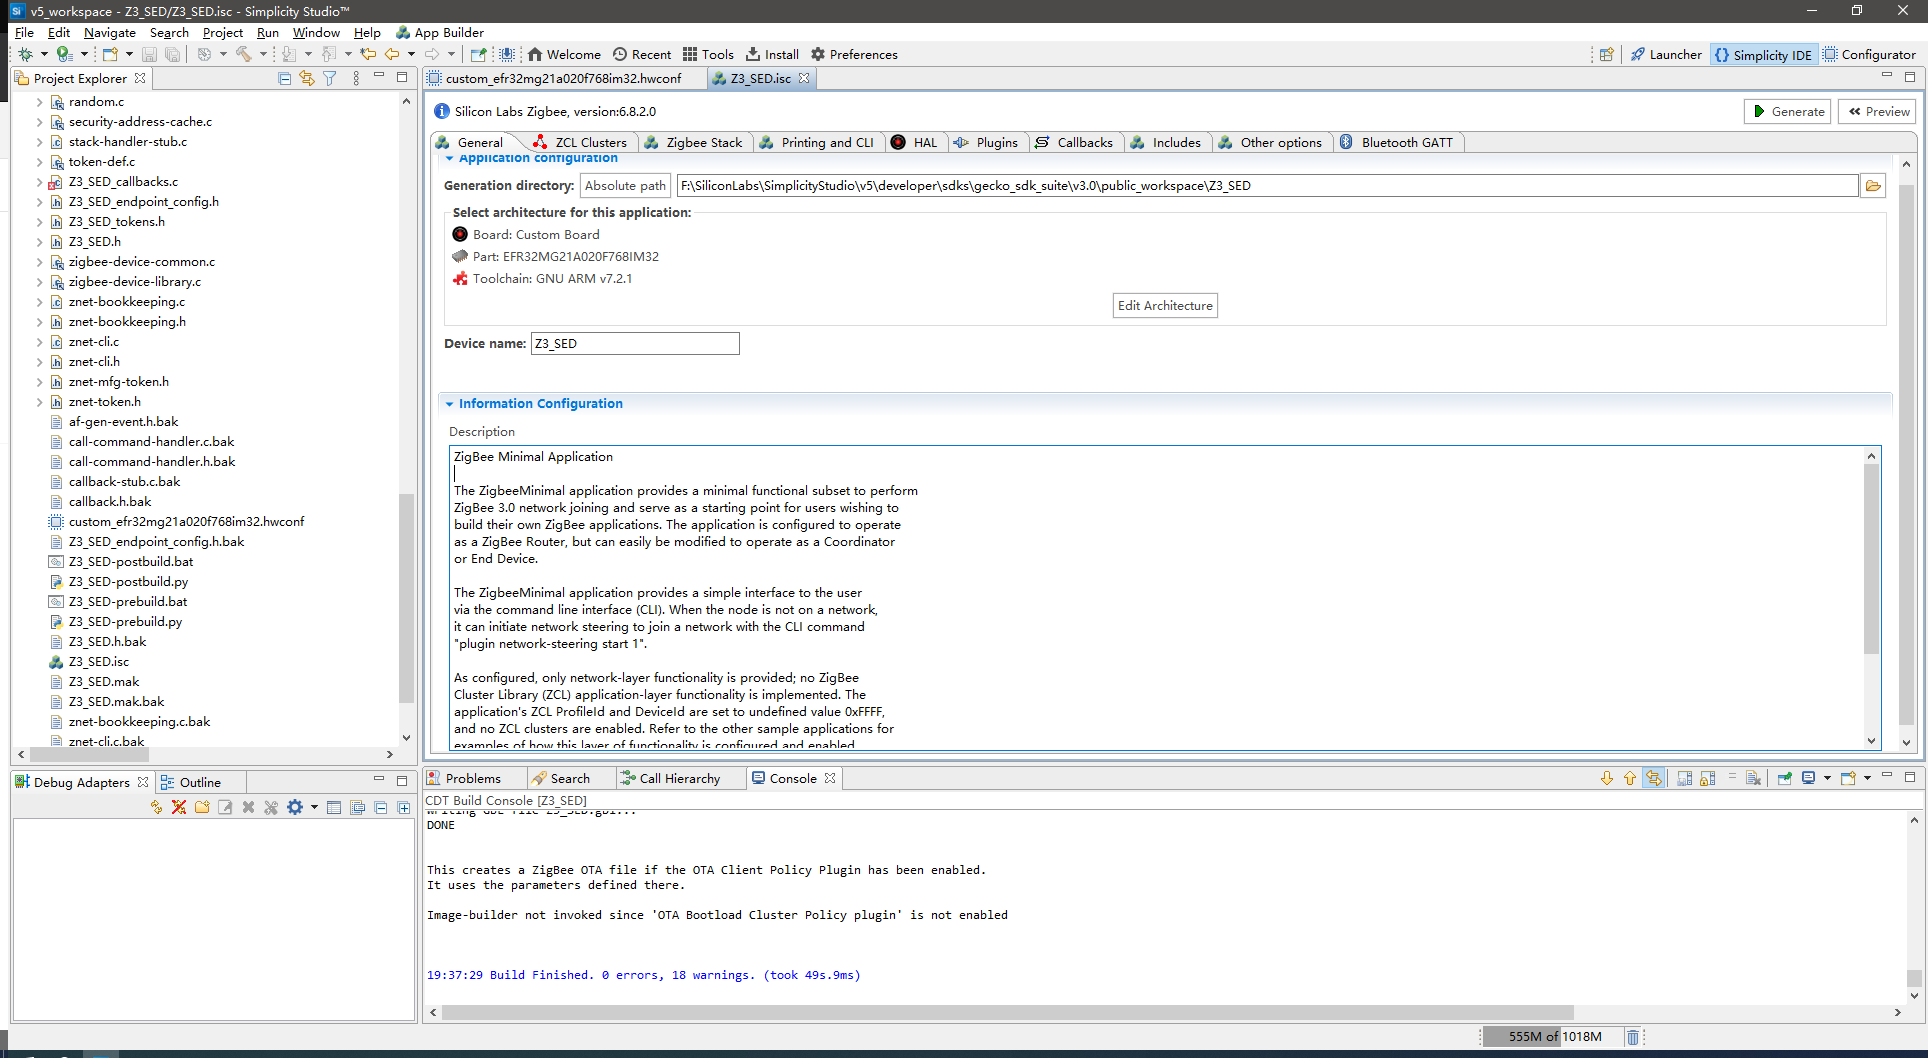 v5_workspace - Z3_SED/Z3_SED.isc - Simplicity Studio™
File Edit Navigate Search Project Run Window Help App Builder
Welcome Recent Tools Install Preferences
Launcher Simplicity IDE Configurator
Project Explorer
random.c
security-address-cache.c
stack-handler-stub.c
token-def.c
Z3_SED_callbacks.c
Z3_SED_endpoint_config.h
Z3_SED_tokens.h
Z3_SED.h
zigbee-device-common.c
zigbee-device-library.c
znet-bookkeeping.c
znet-bookkeeping.h
znet-cli.c
znet-cli.h
znet-mfg-token.h
znet-token.h
af-gen-event.h.bak
call-command-handler.c.bak
call-command-handler.h.bak
callback-stub.c.bak
callback.h.bak
custom_efr32mg21a020f768im32.hwconf
Z3_SED_endpoint_config.h.bak
Z3_SED-postbuild.bat
Z3_SED-postbuild.py
Z3_SED-prebuild.bat
Z3_SED-prebuild.py
Z3_SED.h.bak
Z3_SED.isc
Z3_SED.mak
Z3_SED.mak.bak
znet-bookkeeping.c.bak
znet-cli.c.bak
Debug Adapters Outline
custom_efr32mg21a020f768im32.hwconf Z3_SED.isc
Silicon Labs Zigbee, version:6.8.2.0
Generate Preview
General ZCL Clusters Zigbee Stack Printing and CLI HAL Plugins Callbacks Includes Other options Bluetooth GATT
Application configuration
Generation directory: Absolute path F:\SiliconLabs\SimplicityStudio\v5\developer\sdks\gecko_sdk_suite\v3.0\public_workspace\Z3_SED
Select architecture for this application:
Board: Custom Board
Part: EFR32MG21A020F768IM32
Toolchain: GNU ARM v7.2.1
Edit Architecture
Device name: Z3_SED
Information Configuration
Description
ZigBee Minimal Application
The ZigbeeMinimal application provides a minimal functional subset to perform
ZigBee 3.0 network joining and serve as a starting point for users wishing to
build their own ZigBee applications. The application is configured to operate
as a ZigBee Router, but can easily be modified to operate as a Coordinator
or End Device.
The ZigbeeMinimal application provides a simple interface to the user
via the command line interface (CLI). When the node is not on a network,
it can initiate network steering to join a network with the CLI command
"plugin network-steering start 1".
As configured, only network-layer functionality is provided; no ZigBee
Cluster Library (ZCL) application-layer functionality is implemented. The
application's ZCL ProfileId and DeviceId are set to undefined value 0xFFFF,
and no ZCL clusters are enabled. Refer to the other sample applications for
examples of how this layer of functionality is configured and enabled
Problems Search Call Hierarchy Console
CDT Build Console [Z3_SED]
Writing GBL file Z3_SED.gbl...
DONE
This creates a ZigBee OTA file if the OTA Client Policy Plugin has been enabled.
It uses the parameters defined there.
Image-builder not invoked since 'OTA Bootload Cluster Policy plugin' is not enabled
19:37:29 Build Finished. 0 errors, 18 warnings. (took 49s.9ms)
555M of 1018M